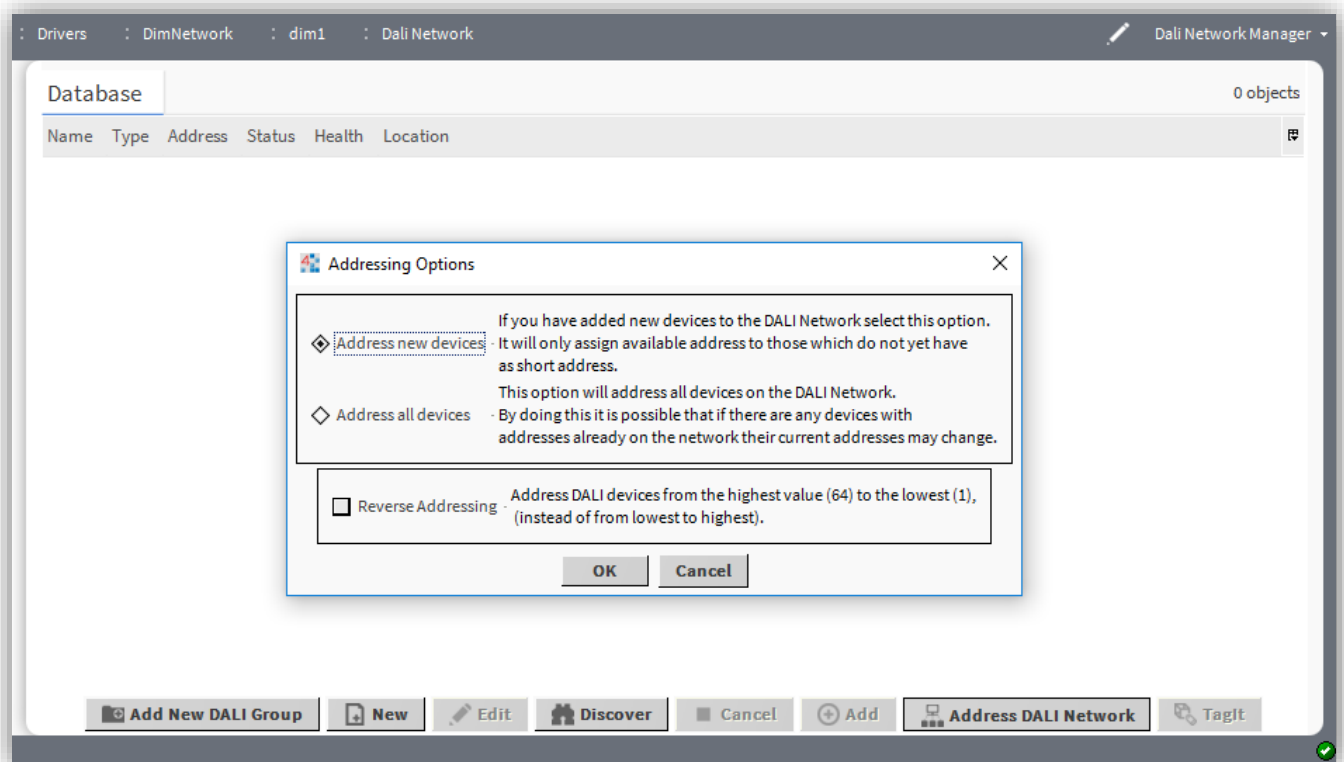 : Drivers : DimNetwork : dim1 : Dali Network Dali Network Manager
Database 0 objects
Name Type Address Status Health Location
Addressing Options
If you have added new devices to the DALI Network select this option.
Address new devices - It will only assign available address to those which do not yet have
as short address.
This option will address all devices on the DALI Network.
Address all devices - By doing this it is possible that if there are any devices with
addresses already on the network their current addresses may change.
Reverse Addressing - Address DALI devices from the highest value (64) to the lowest (1),
(instead of from lowest to highest).
OK Cancel
Add New DALI Group New Edit Discover Cancel Add Address DALI Network TagIt